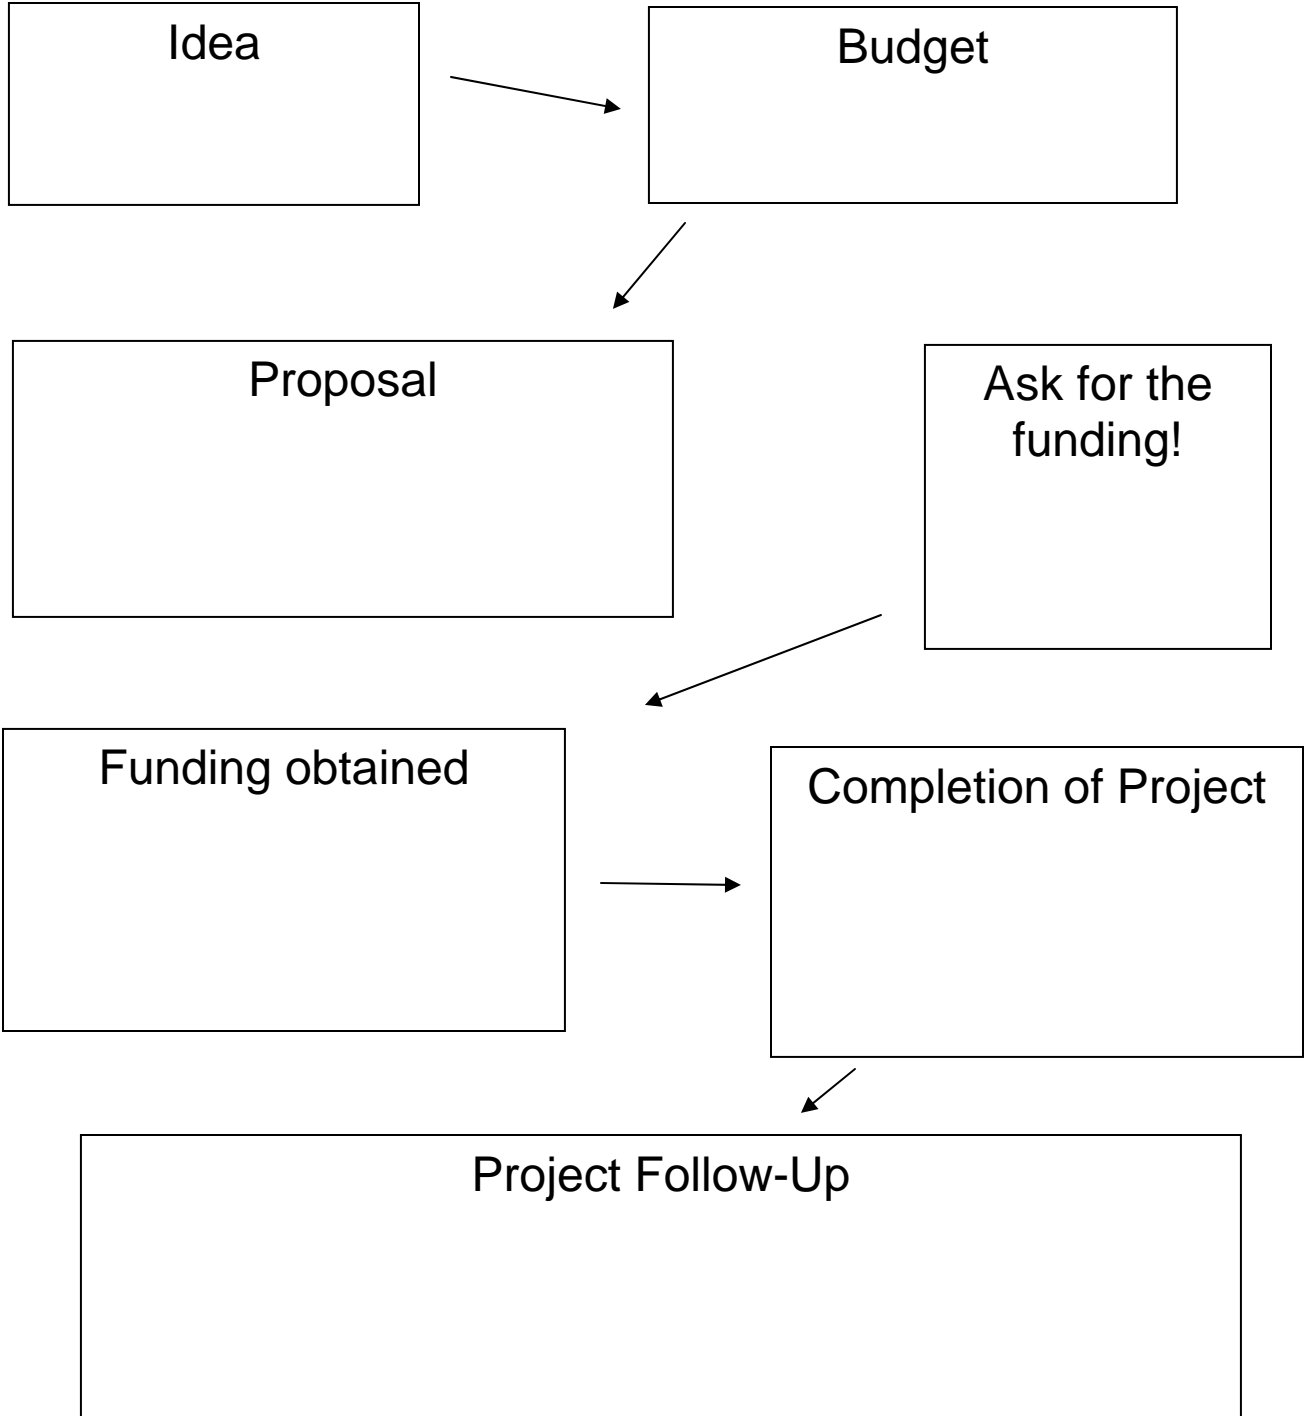 Idea
Budget
Proposal
Ask for the
funding!
Funding obtained
Completion of Project
Project Follow-Up